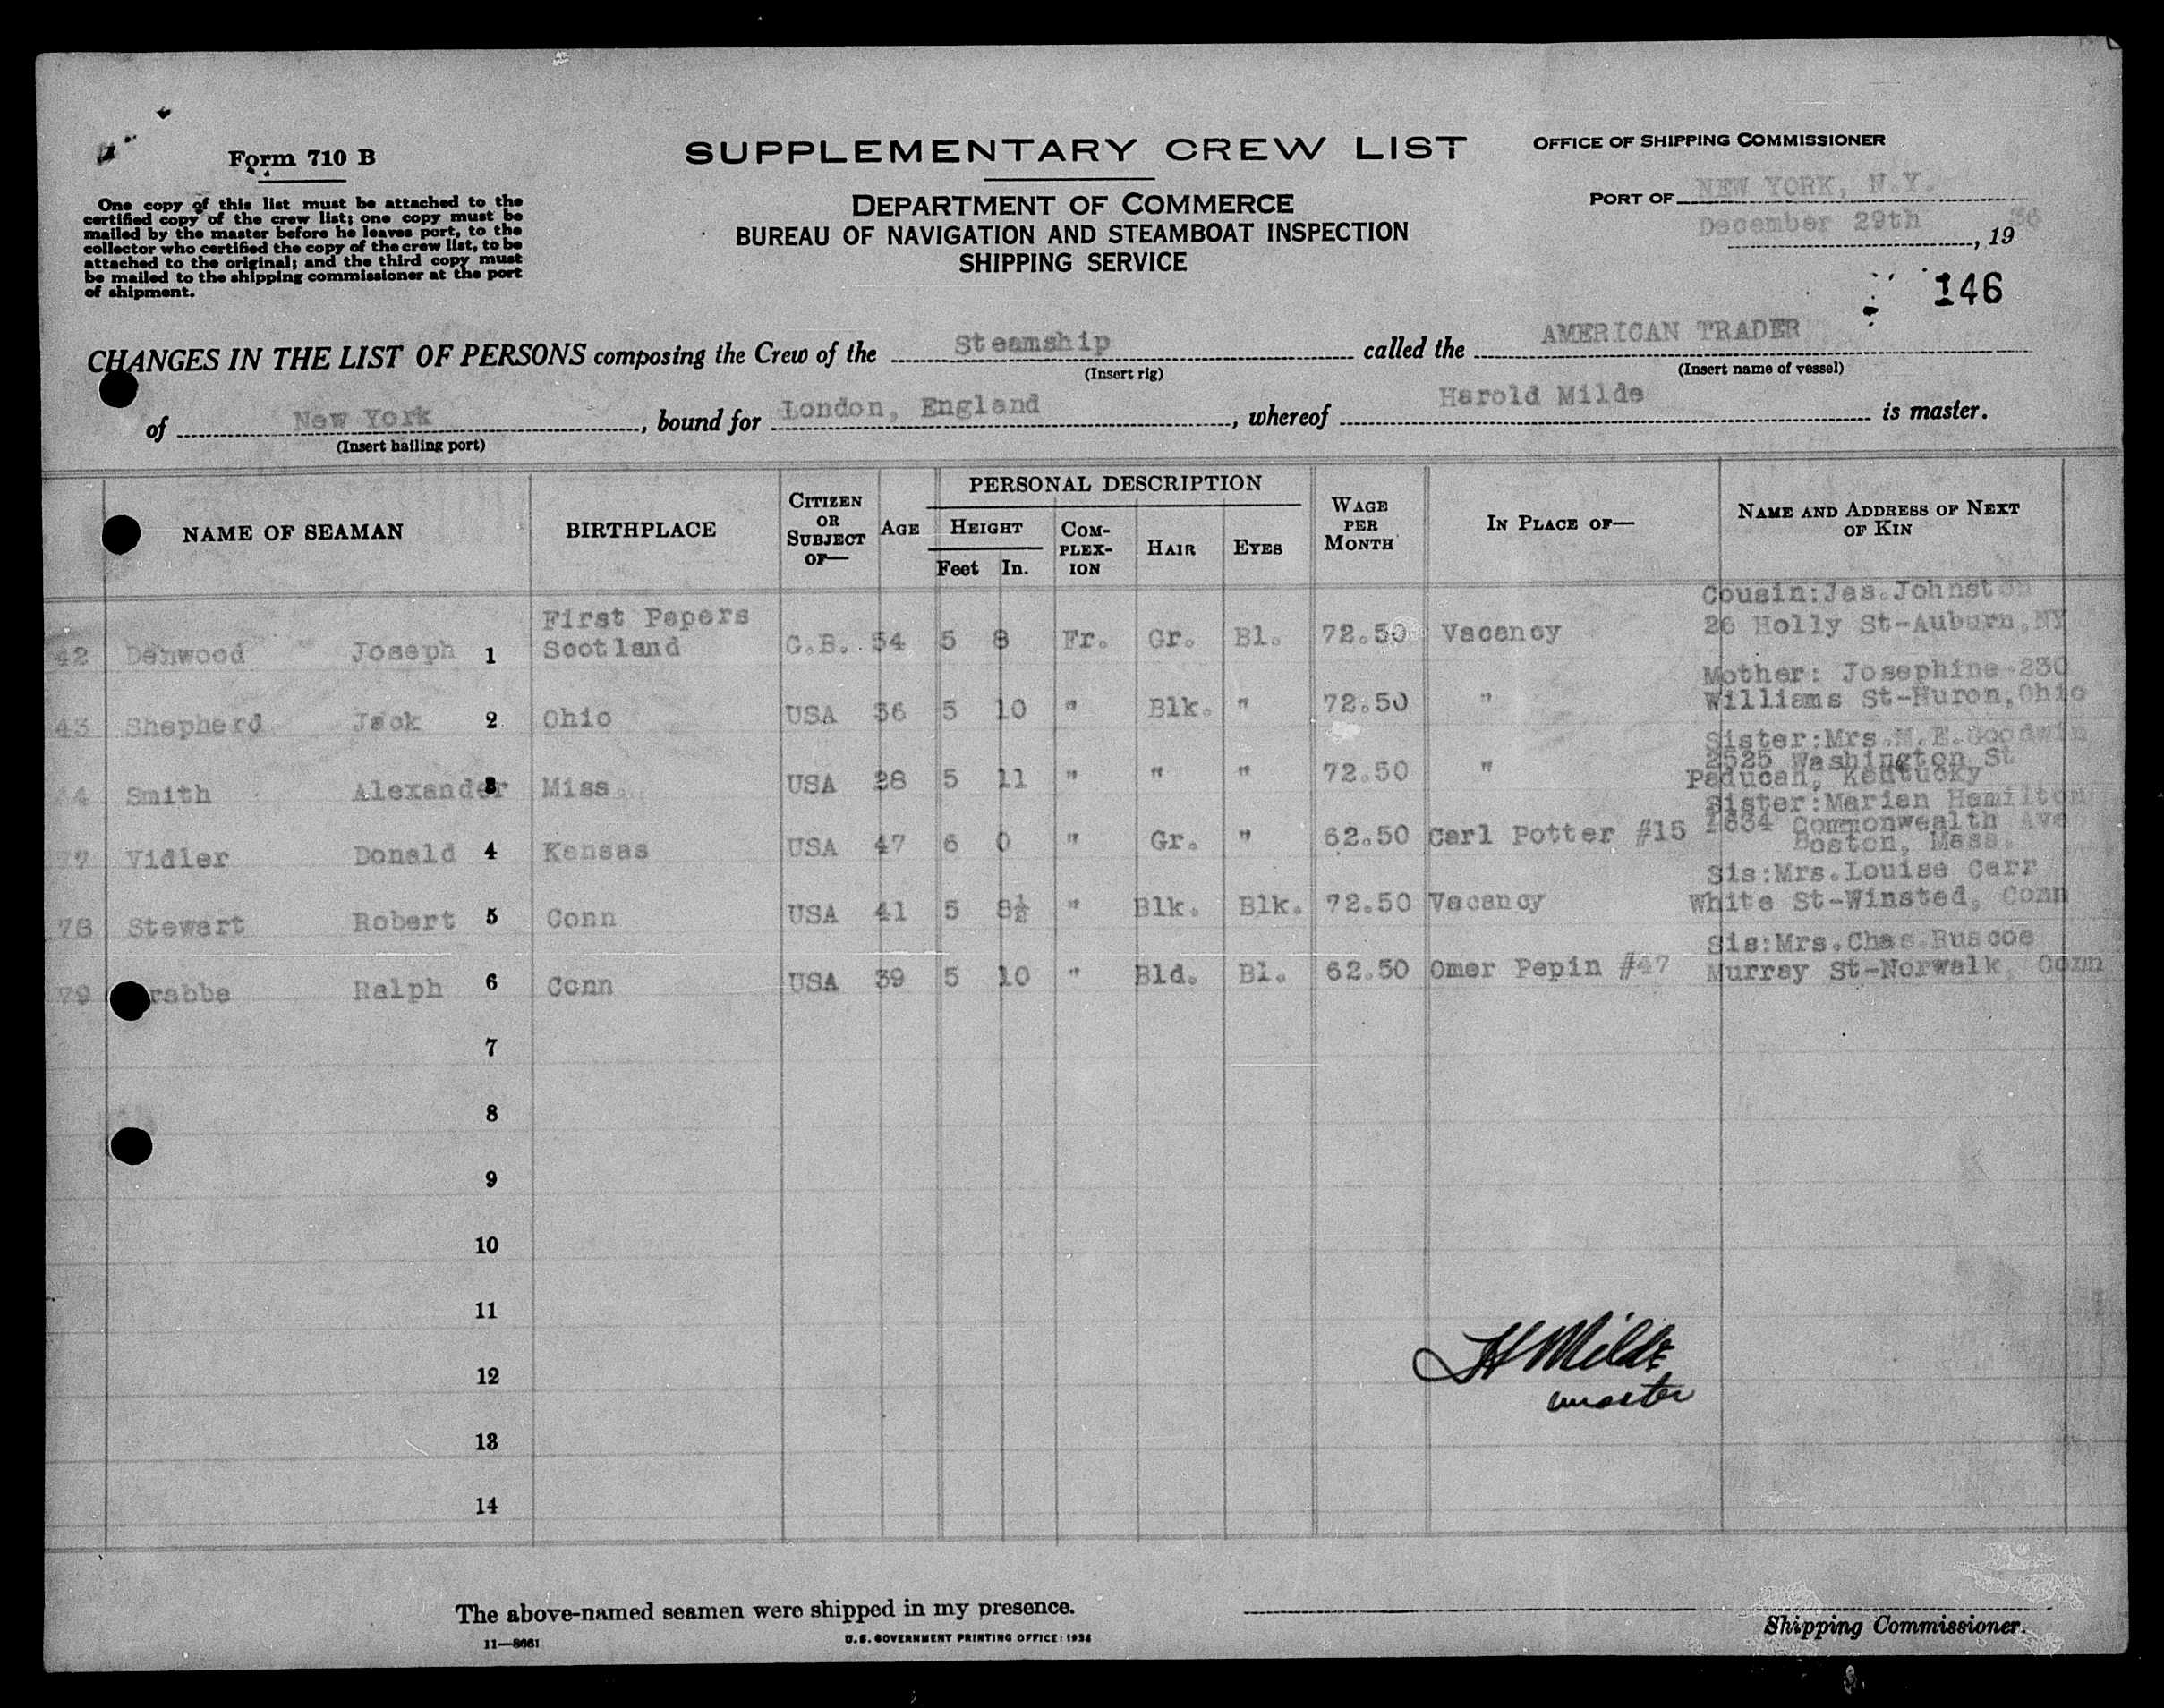 Form 710 B
One copy of this list must be attached to the
certified copy of the crew list; one copy must be
mailed by the master before he leaves port, to the
collector who certified the copy of the crew list, to be
attached to the original; and the third copy must
be mailed to the shipping commissioner at the port
of shipment.
SUPPLEMENTARY CREW LIST
DEPARTMENT OF COMMERCE
BUREAU OF NAVIGATION AND STEAMBOAT INSPECTION
SHIPPING SERVICE
OFFICE OF SHIPPING COMMISSIONER
PORT OF NEW YORK, N.Y.
December 29th, 1936
146
CHANGES IN THE LIST OF PERSONS composing the Crew of the Steamship called the AMERICAN TRADER
(Insert rig) (Insert name of vessel)
of New York, bound for London, England, whereof Harold Milde is master.
(Insert hailing port)
NAME OF SEAMAN BIRTHPLACE CITIZEN OR SUBJECT OF— AGE PERSONAL DESCRIPTION HEIGHT Feet In. COMPLEXION HAIR EYES WAGE PER MONTH IN PLACE OF— NAME AND ADDRESS OF NEXT OF KIN
First Papers Cousin:Jas.Johnston
42 Denwood Joseph 1 Scotland G.B. 54 5 8 Fr. Gr. Bl. 72.50 Vacancy 26 Holly St-Auburn,NY
Mother: Josephine-230
43 Shepherd Jack 2 Ohio USA 36 5 10 " Blk. " 72.50 " Williams St-Huron,Ohio
Sister:Mrs.M.E.Goodwin
2525 Washington St
44 Smith Alexander 3 Miss. USA 28 5 11 " " " 72.50 " Paducah, Kentucky
Sister:Marian Hamilton
77 Vidler Donald 4 Kansas USA 47 6 0 " Gr. " 62.50 Carl Potter #15 Commonwealth Ave
Boston, Mass.
Sis:Mrs.Louise Carr
78 Stewart Robert 5 Conn USA 41 5 8½ " Blk. Blk. 72.50 Vacancy White St-Winsted, Conn
Sis:Mrs.Chas.Ruscoe
79 rabbe Ralph 6 Conn USA 39 5 10 " Bld. Bl. 62.50 Omer Pepin #47 Murray St-Norwalk, Conn
7
8
9
10
11
12
13
14
H Milde
master
The above-named seamen were shipped in my presence.
Shipping Commissioner.
11—8661 U.S. GOVERNMENT PRINTING OFFICE: 193